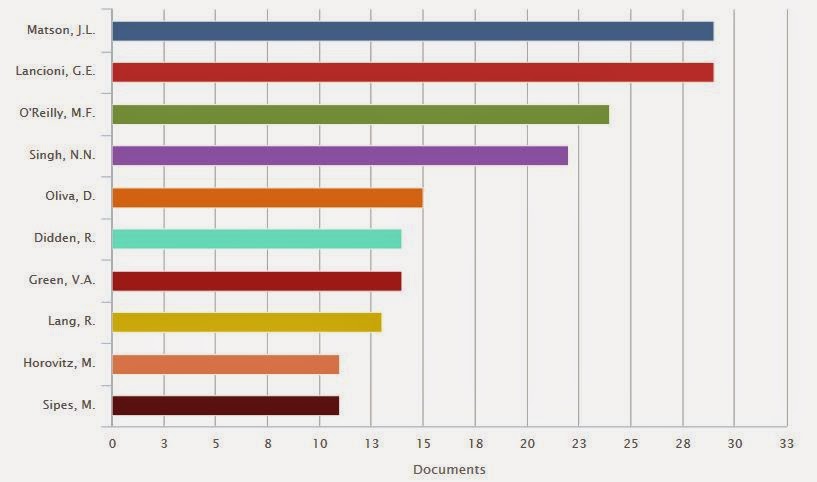 Matson, J.L.
Lancioni, G.E.
O'Reilly, M.F.
Singh, N.N.
Oliva, D.
Didden, R.
Green, V.A.
Lang, R.
Horovitz, M.
Sipes, M.
0 3 5 8 10 13 15 18 20 23 25 28 30 33
Documents